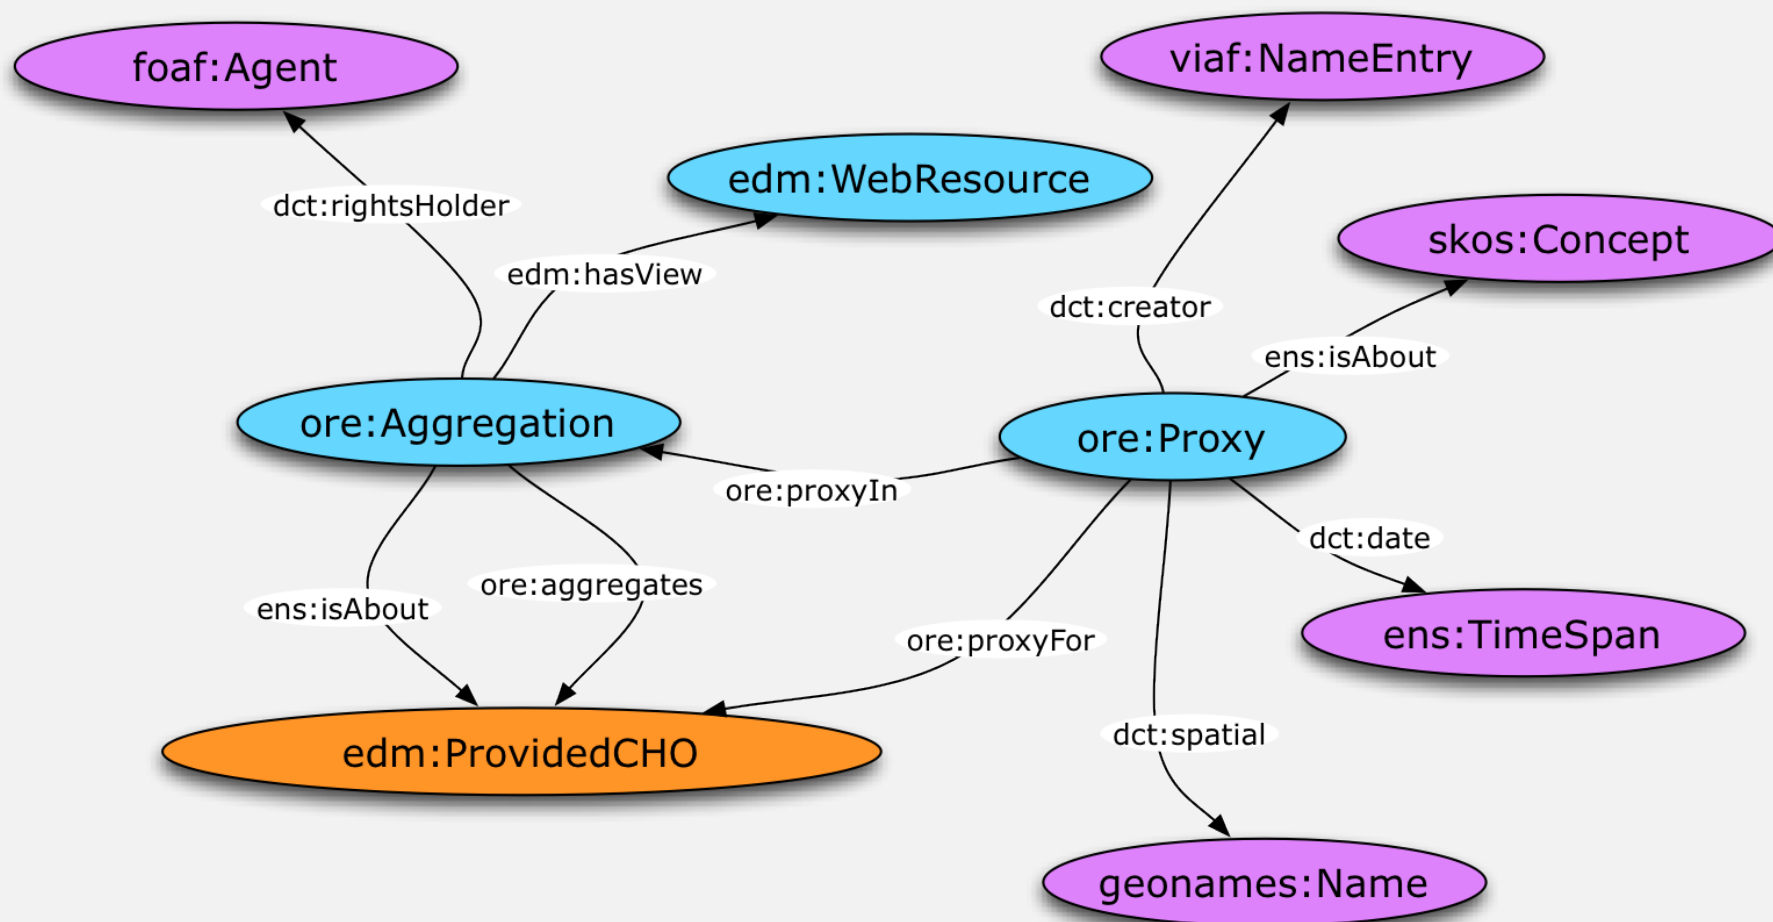 foaf:Agent
viaf:NameEntry
edm:WebResource
dct:rightsHolder
skos:Concept
edm:hasView
dct:creator
ens:isAbout
ore:Aggregation
ore:Proxy
ore:proxyIn
dct:date
ore:aggregates
ens:isAbout
ore:proxyFor
ens:TimeSpan
dct:spatial
edm:ProvidedCHO
geonames:Name